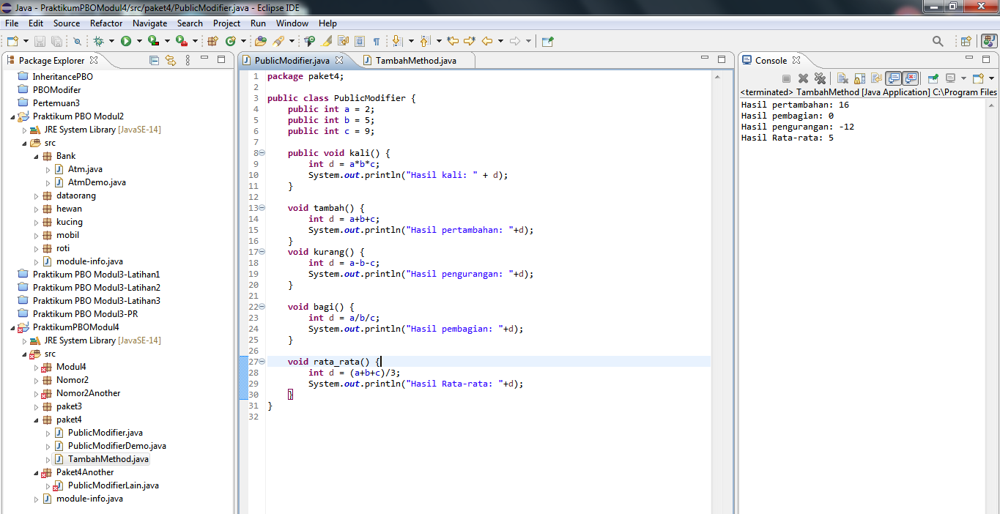 Java - PraktikumPBOModul4/src/paket4/PublicModifier.java - Eclipse IDE
File Edit Source Refactor Navigate Search Project Run Window Help
Package Explorer
InheritancePBO
PBOModifer
Pertemuan3
Praktikum PBO Modul2
JRE System Library [JavaSE-14]
src
Bank
Atm.java
AtmDemo.java
dataorang
hewan
kucing
mobil
roti
module-info.java
Praktikum PBO Modul3-Latihan1
Praktikum PBO Modul3-Latihan2
Praktikum PBO Modul3-Latihan3
Praktikum PBO Modul3-PR
PraktikumPBOModul4
JRE System Library [JavaSE-14]
src
Modul4
Nomor2
Nomor2Another
paket3
paket4
PublicModifier.java
PublicModifierDemo.java
TambahMethod.java
Paket4Another
PublicModifierLain.java
module-info.java
PublicModifier.java TambahMethod.java
1 package paket4;
2
3 public class PublicModifier {
4 public int a = 2;
5 public int b = 5;
6 public int c = 9;
7
8 public void kali() {
9 int d = a*b*c;
10 System.out.println("Hasil kali: " + d);
11 }
12
13 void tambah() {
14 int d = a+b+c;
15 System.out.println("Hasil pertambahan: "+d);
16 }
17 void kurang() {
18 int d = a-b-c;
19 System.out.println("Hasil pengurangan: "+d);
20 }
21
22 void bagi() {
23 int d = a/b/c;
24 System.out.println("Hasil pembagian: "+d);
25 }
26
27 void rata_rata() {
28 int d = (a+b+c)/3;
29 System.out.println("Hasil Rata-rata: "+d);
30 }
31 }
32
Console
<terminated> TambahMethod [Java Application] C:\Program Files
Hasil pertambahan: 16
Hasil pembagian: 0
Hasil pengurangan: -12
Hasil Rata-rata: 5